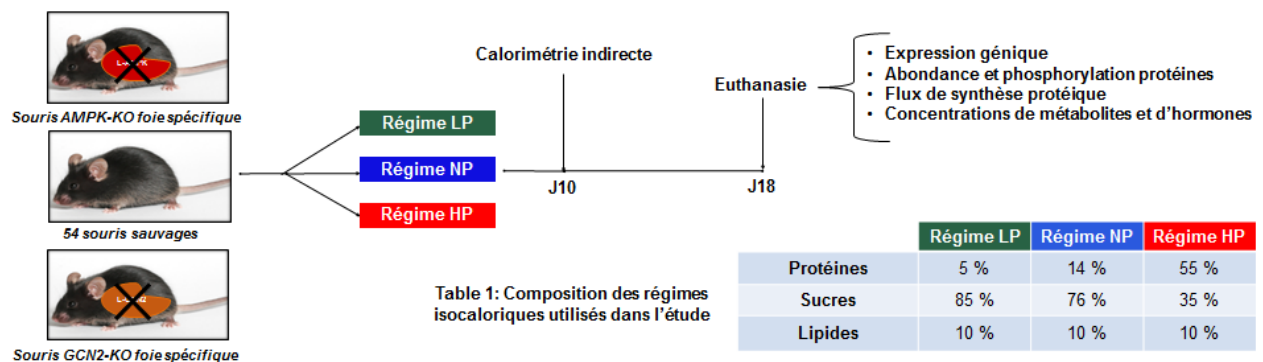 Souris AMPK-KO foie spécifique
54 souris sauvages
Souris GCN2-KO foie spécifique
Régime LP
Régime NP
Régime HP
Calorimétrie indirecte
J10
Euthanasie
J18
• Expression génique
• Abondance et phosphorylation protéines
• Flux de synthèse protéique
• Concentrations de métabolites et d'hormones
Table 1: Composition des régimes
isocaloriques utilisés dans l'étude
Régime LP Régime NP Régime HP
Protéines 5 % 14 % 55 %
Sucres 85 % 76 % 35 %
Lipides 10 % 10 % 10 %